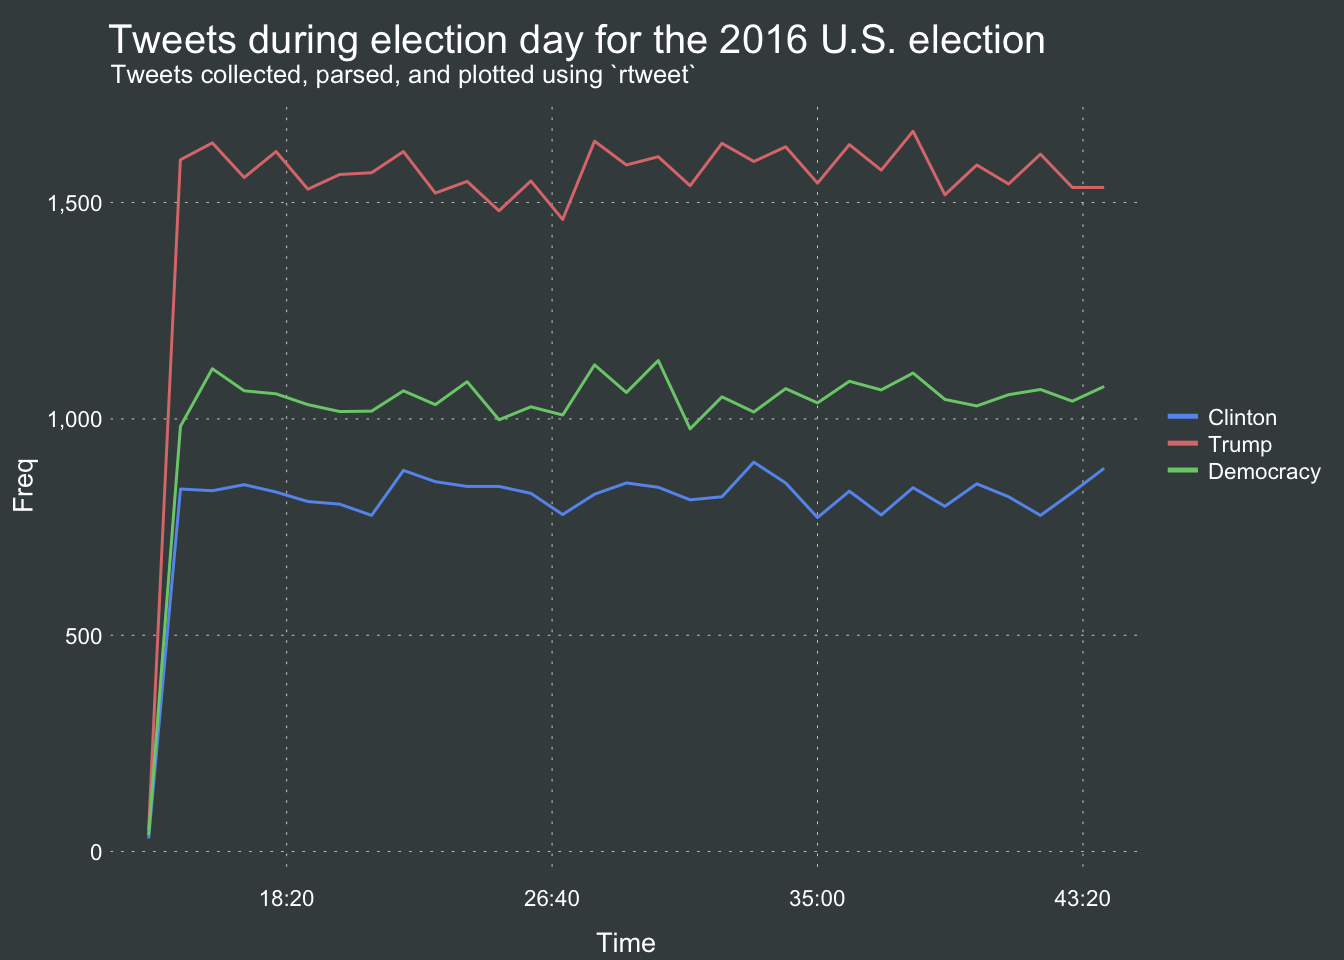 Tweets during election day for the 2016 U.S. election
Tweets collected, parsed, and plotted using `rtweet`
1,500
1,000
500
0
Freq
18:20
26:40
35:00
43:20
Time
Clinton
Trump
Democracy